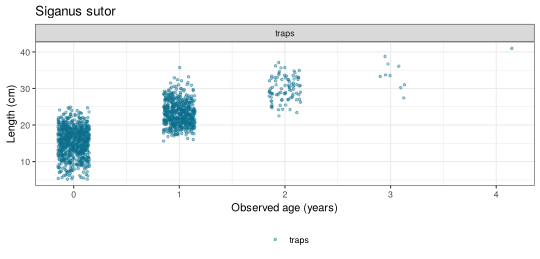 Siganus sutor
traps
40
30
20
10
Length (cm)
0 1 2 3 4
Observed age (years)
traps